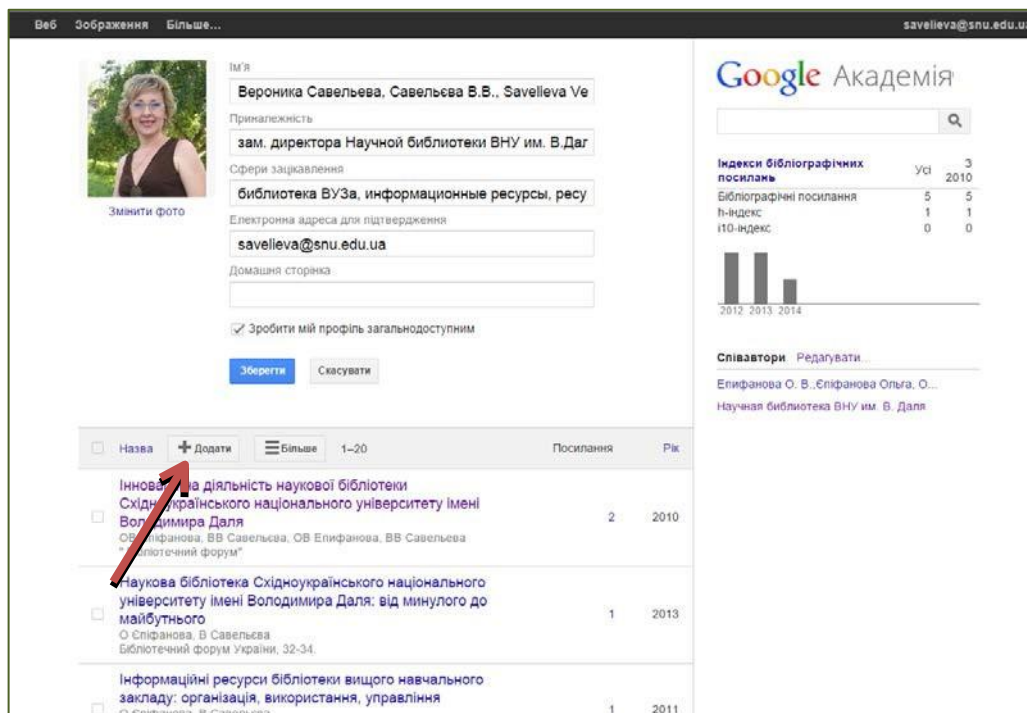 Веб Зображення Більше...
savelieva@snu.edu.ua
Змінити фото
Ім'я
Вероника Савельева, Савельєва В.В., Savelieva Ve
Приналежність
зам. директора Научной библиотеки ВНУ им. В.Дал
Сфери зацікавлення
библиотека ВУЗа, информационные ресурсы, ресу
Електронна адреса для підтвердження
savelieva@snu.edu.ua
Домашня сторінка
Зробити мій профіль загальнодоступним
Зберегти Скасувати
Google Академія
Індекси бібліографічних посилань Усі З 2010
Бібліографічні посилання 5 5
h-індекс 1 1
i10-індекс 0 0
2012 2013 2014
Співавтори Редагувати...
Епифанова О. В.,Єпіфанова Ольга, О...
Научная библиотека ВНУ им. В. Даля
Назва Додати Більше 1–20 Посилання Рік
діяльність наукової бібліотеки
національного університету імені
Володимира Даля 2 2010
ОВ Єпіфанова, ВВ Савельєва, ОВ Епифанова, ВВ Савельева
форум"
Наукова бібліотека Східноукраїнського національного
університету імені Володимира Даля: від минулого до
майбутнього 1 2013
О Єпіфанова, В Савельєва
Бібліотечний форум України, 32-34.
Інформаційні ресурси бібліотеки вищого навчального
закладу: організація, використання, управління
1 2011